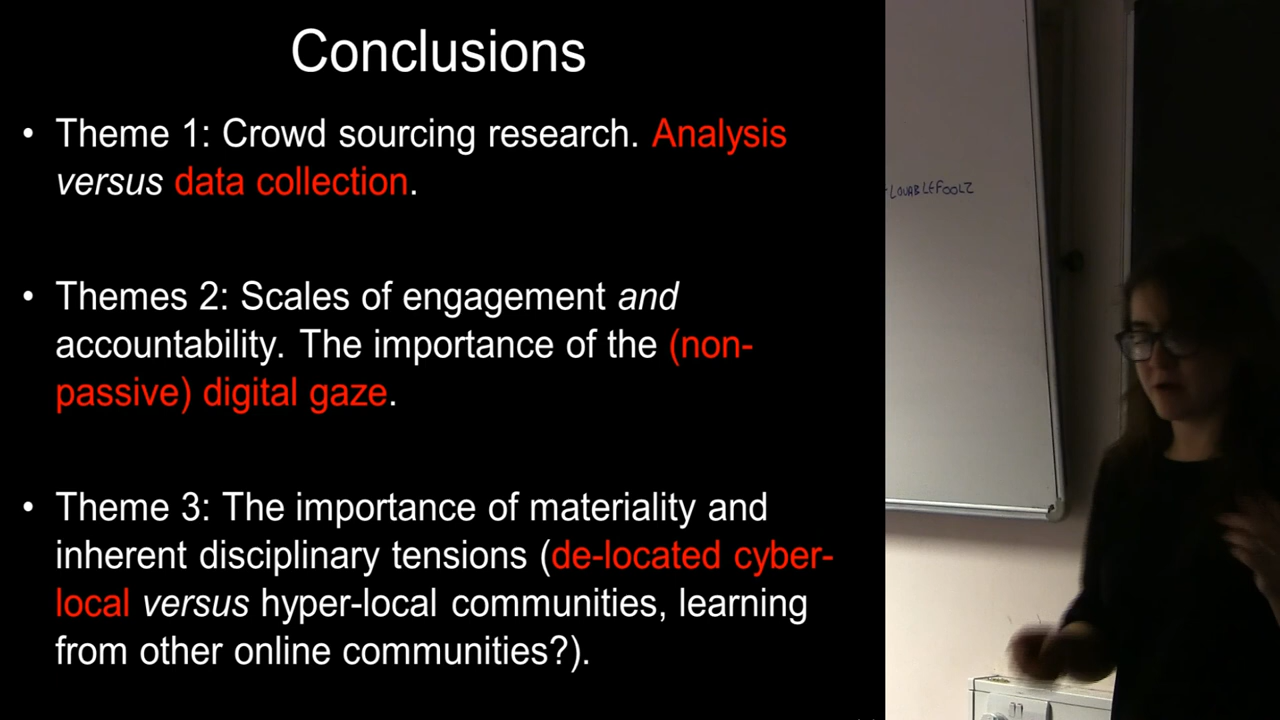 Conclusions
• Theme 1: Crowd sourcing research. Analysis
versus data collection.
• Themes 2: Scales of engagement and
accountability. The importance of the (non-
passive) digital gaze.
• Theme 3: The importance of materiality and
inherent disciplinary tensions (de-located cyber-
local versus hyper-local communities, learning
from other online communities?).
LOVABLEFOOLZ